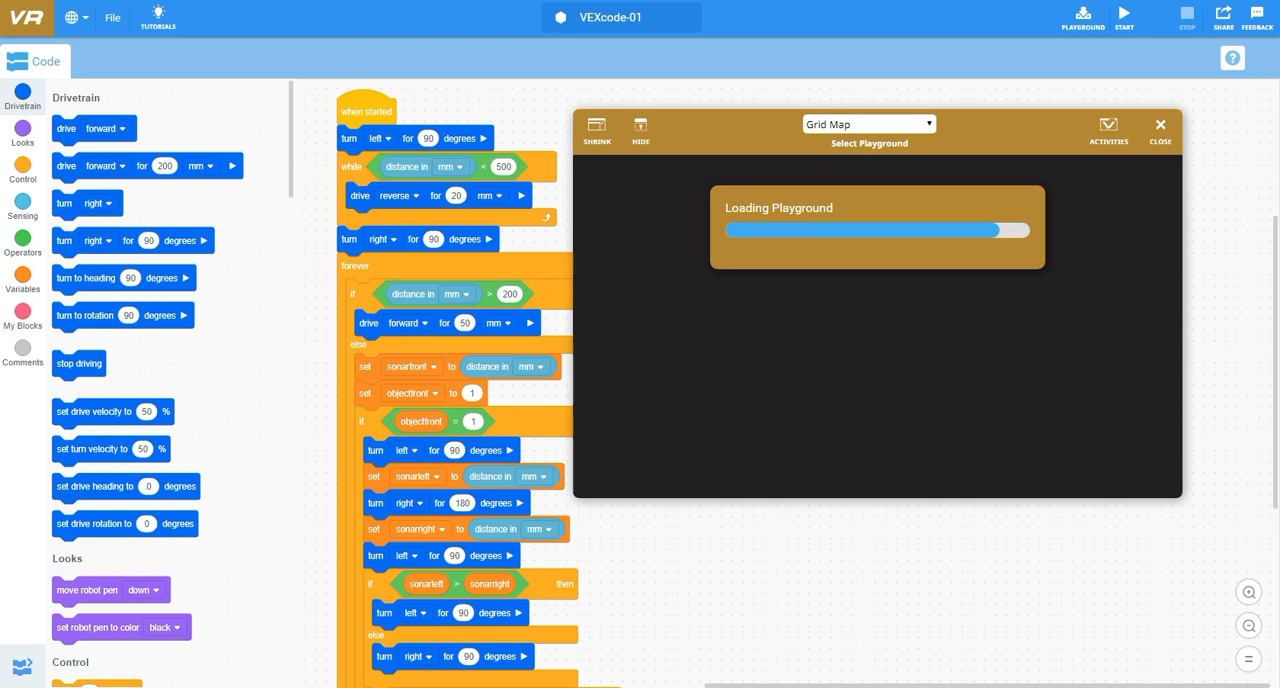 VR
File
TUTORIALS
VEXcode-01
PLAYGROUND
START
STOP
SHARE
FEEDBACK
Code
?
Drivetrain
Looks
Control
Sensing
Operators
Variables
My Blocks
Comments
Drivetrain
drive forward
drive forward for 200 mm
turn right
turn right for 90 degrees
turn to heading 90 degrees
turn to rotation 90 degrees
stop driving
set drive velocity to 50 %
set turn velocity to 50 %
set drive heading to 0 degrees
set drive rotation to 0 degrees
Looks
move robot pen down
set robot pen to color black
Control
when started
turn left for 90 degrees
while distance in mm < 500
drive reverse for 20 mm
turn right for 90 degrees
forever
if distance in mm > 200
drive forward for 50 mm
else
set sonarfront to distance in mm
set objectfront to 1
if objectfront = 1
turn left for 90 degrees
set sonarleft to distance in mm
turn right for 180 degrees
set sonarright to distance in mm
turn left for 90 degrees
if sonarleft > sonarright then
turn left for 90 degrees
else
turn right for 90 degrees
SHRINK
HIDE
Grid Map
Select Playground
ACTIVITIES
CLOSE
Loading Playground